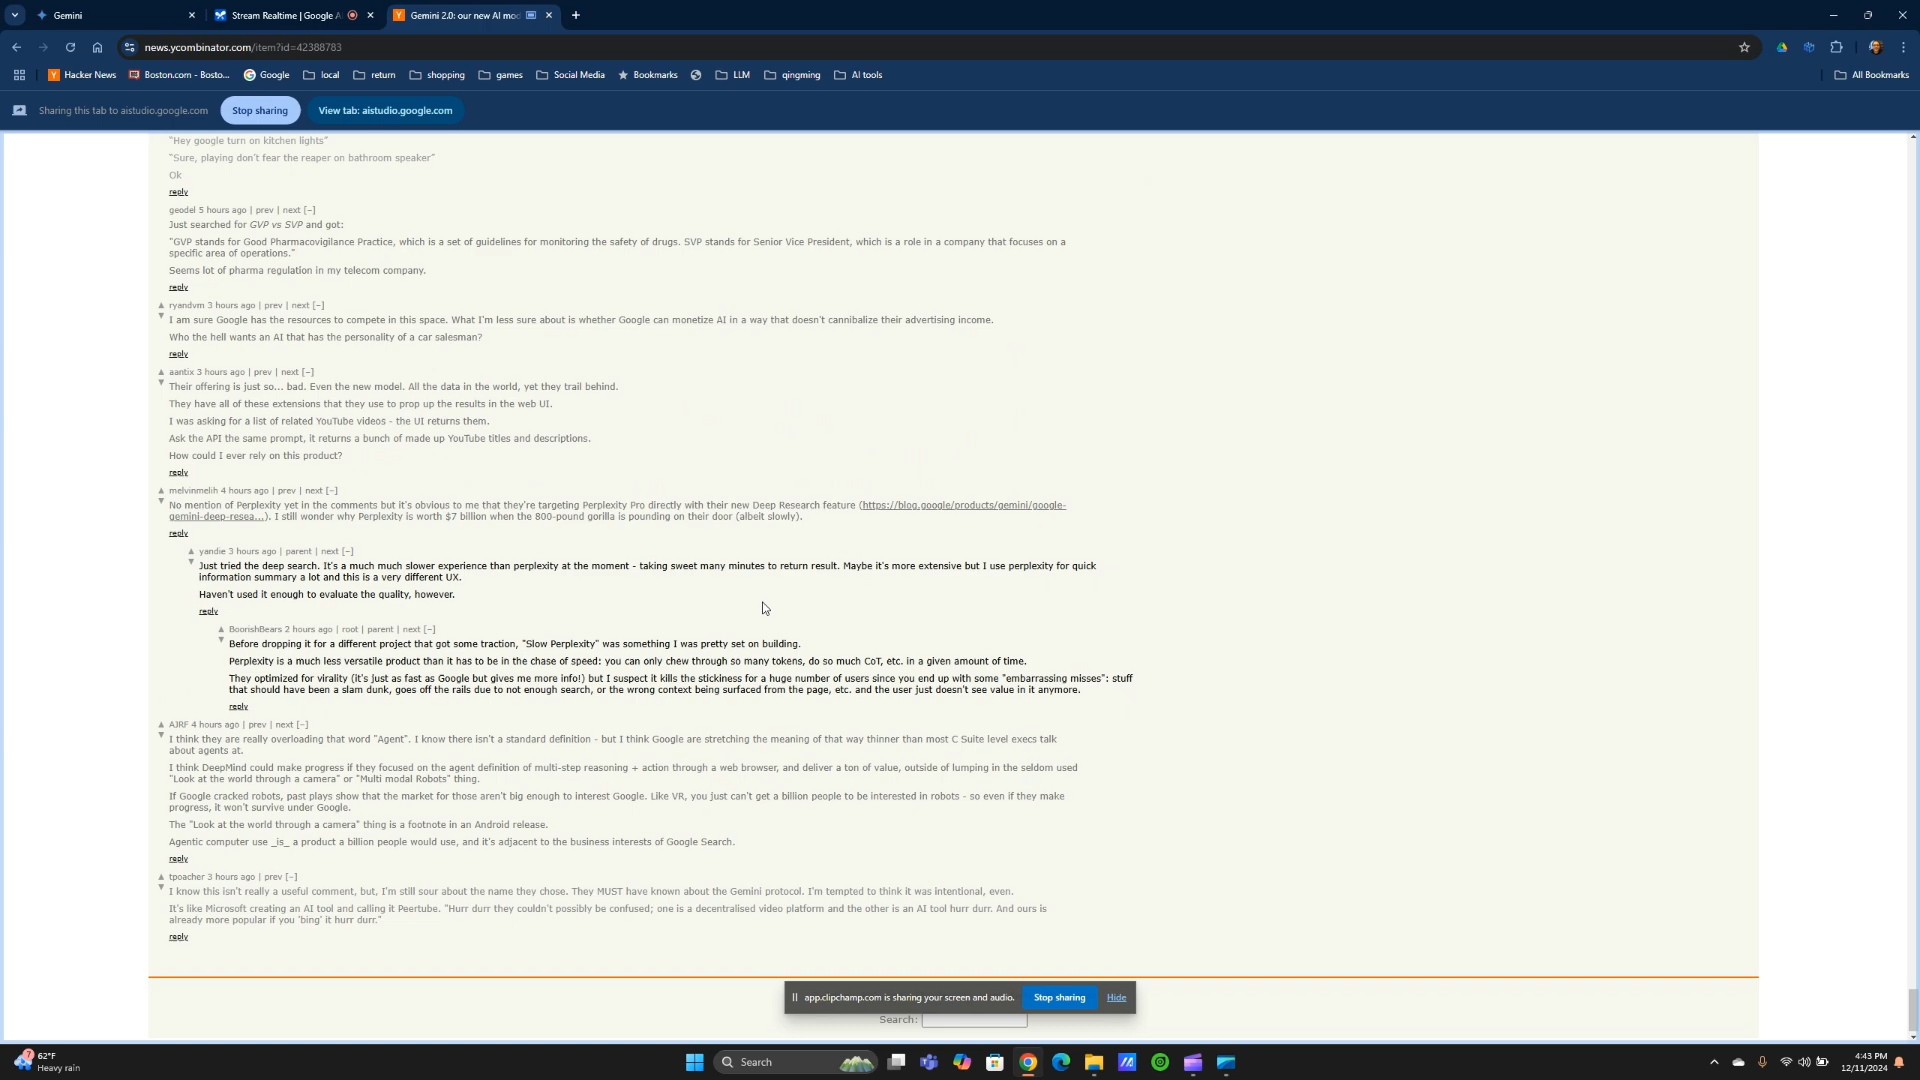 Gemini
Stream Realtime | Google A
Gemini 2.0: our new AI mod
news.ycombinator.com/item?id=42388783
Hacker News
Boston.com - Bosto...
Google
local
return
shopping
games
Social Media
Bookmarks
LLM
qingming
AI tools
All Bookmarks
Sharing this tab to aistudio.google.com
Stop sharing
View tab: aistudio.google.com
"Hey google turn on kitchen lights"
"Sure, playing don't fear the reaper on bathroom speaker"
Ok
reply
geodel 5 hours ago | prev | next [–]
Just searched for GVP vs SVP and got:
"GVP stands for Good Pharmacovigilance Practice, which is a set of guidelines for monitoring the safety of drugs. SVP stands for Senior Vice President, which is a role in a company that focuses on a
specific area of operations."
Seems lot of pharma regulation in my telecom company.
reply
ryandvm 3 hours ago | prev | next [–]
I am sure Google has the resources to compete in this space. What I'm less sure about is whether Google can monetize AI in a way that doesn't cannibalize their advertising income.
Who the hell wants an AI that has the personality of a car salesman?
reply
aantix 3 hours ago | prev | next [–]
Their offering is just so... bad. Even the new model. All the data in the world, yet they trail behind.
They have all of these extensions that they use to prop up the results in the web UI.
I was asking for a list of related YouTube videos - the UI returns them.
Ask the API the same prompt, it returns a bunch of made up YouTube titles and descriptions.
How could I ever rely on this product?
reply
melvinmelih 4 hours ago | prev | next [–]
No mention of Perplexity yet in the comments but it's obvious to me that they're targeting Perplexity Pro directly with their new Deep Research feature (https://blog.google/products/gemini/google-
gemini-deep-resea...). I still wonder why Perplexity is worth $7 billion when the 800-pound gorilla is pounding on their door (albeit slowly).
reply
yandie 3 hours ago | parent | next [–]
Just tried the deep search. It's a much much slower experience than perplexity at the moment - taking sweet many minutes to return result. Maybe it's more extensive but I use perplexity for quick
information summary a lot and this is a very different UX.
Haven't used it enough to evaluate the quality, however.
reply
BoorishBears 2 hours ago | root | parent | next [–]
Before dropping it for a different project that got some traction, "Slow Perplexity" was something I was pretty set on building.
Perplexity is a much less versatile product than it has to be in the chase of speed: you can only chew through so many tokens, do so much CoT, etc. in a given amount of time.
They optimized for virality (it's just as fast as Google but gives me more info!) but I suspect it kills the stickiness for a huge number of users since you end up with some "embarrassing misses": stuff
that should have been a slam dunk, goes off the rails due to not enough search, or the wrong context being surfaced from the page, etc. and the user just doesn't see value in it anymore.
reply
AJRF 4 hours ago | prev | next [–]
I think they are really overloading that word "Agent". I know there isn't a standard definition - but I think Google are stretching the meaning of that way thinner than most C Suite level execs talk
about agents at.
I think DeepMind could make progress if they focused on the agent definition of multi-step reasoning + action through a web browser, and deliver a ton of value, outside of lumping in the seldom used
"Look at the world through a camera" or "Multi modal Robots" thing.
If Google cracked robots, past plays show that the market for those aren't big enough to interest Google. Like VR, you just can't get a billion people to be interested in robots - so even if they make
progress, it won't survive under Google.
The "Look at the world through a camera" thing is a footnote in an Android release.
Agentic computer use _is_ a product a billion people would use, and it's adjacent to the business interests of Google Search.
reply
tpoacher 3 hours ago | prev [–]
I know this isn't really a useful comment, but, I'm still sour about the name they chose. They MUST have known about the Gemini protocol. I'm tempted to think it was intentional, even.
It's like Microsoft creating an AI tool and calling it Peertube. "Hurr durr they couldn't possibly be confused; one is a decentralised video platform and the other is an AI tool hurr durr. And ours is
already more popular if you 'bing' it hurr durr."
reply
app.clipchamp.com is sharing your screen and audio.
Stop sharing
Hide
Search:
7
62°F
Heavy rain
Search
4:43 PM
12/11/2024